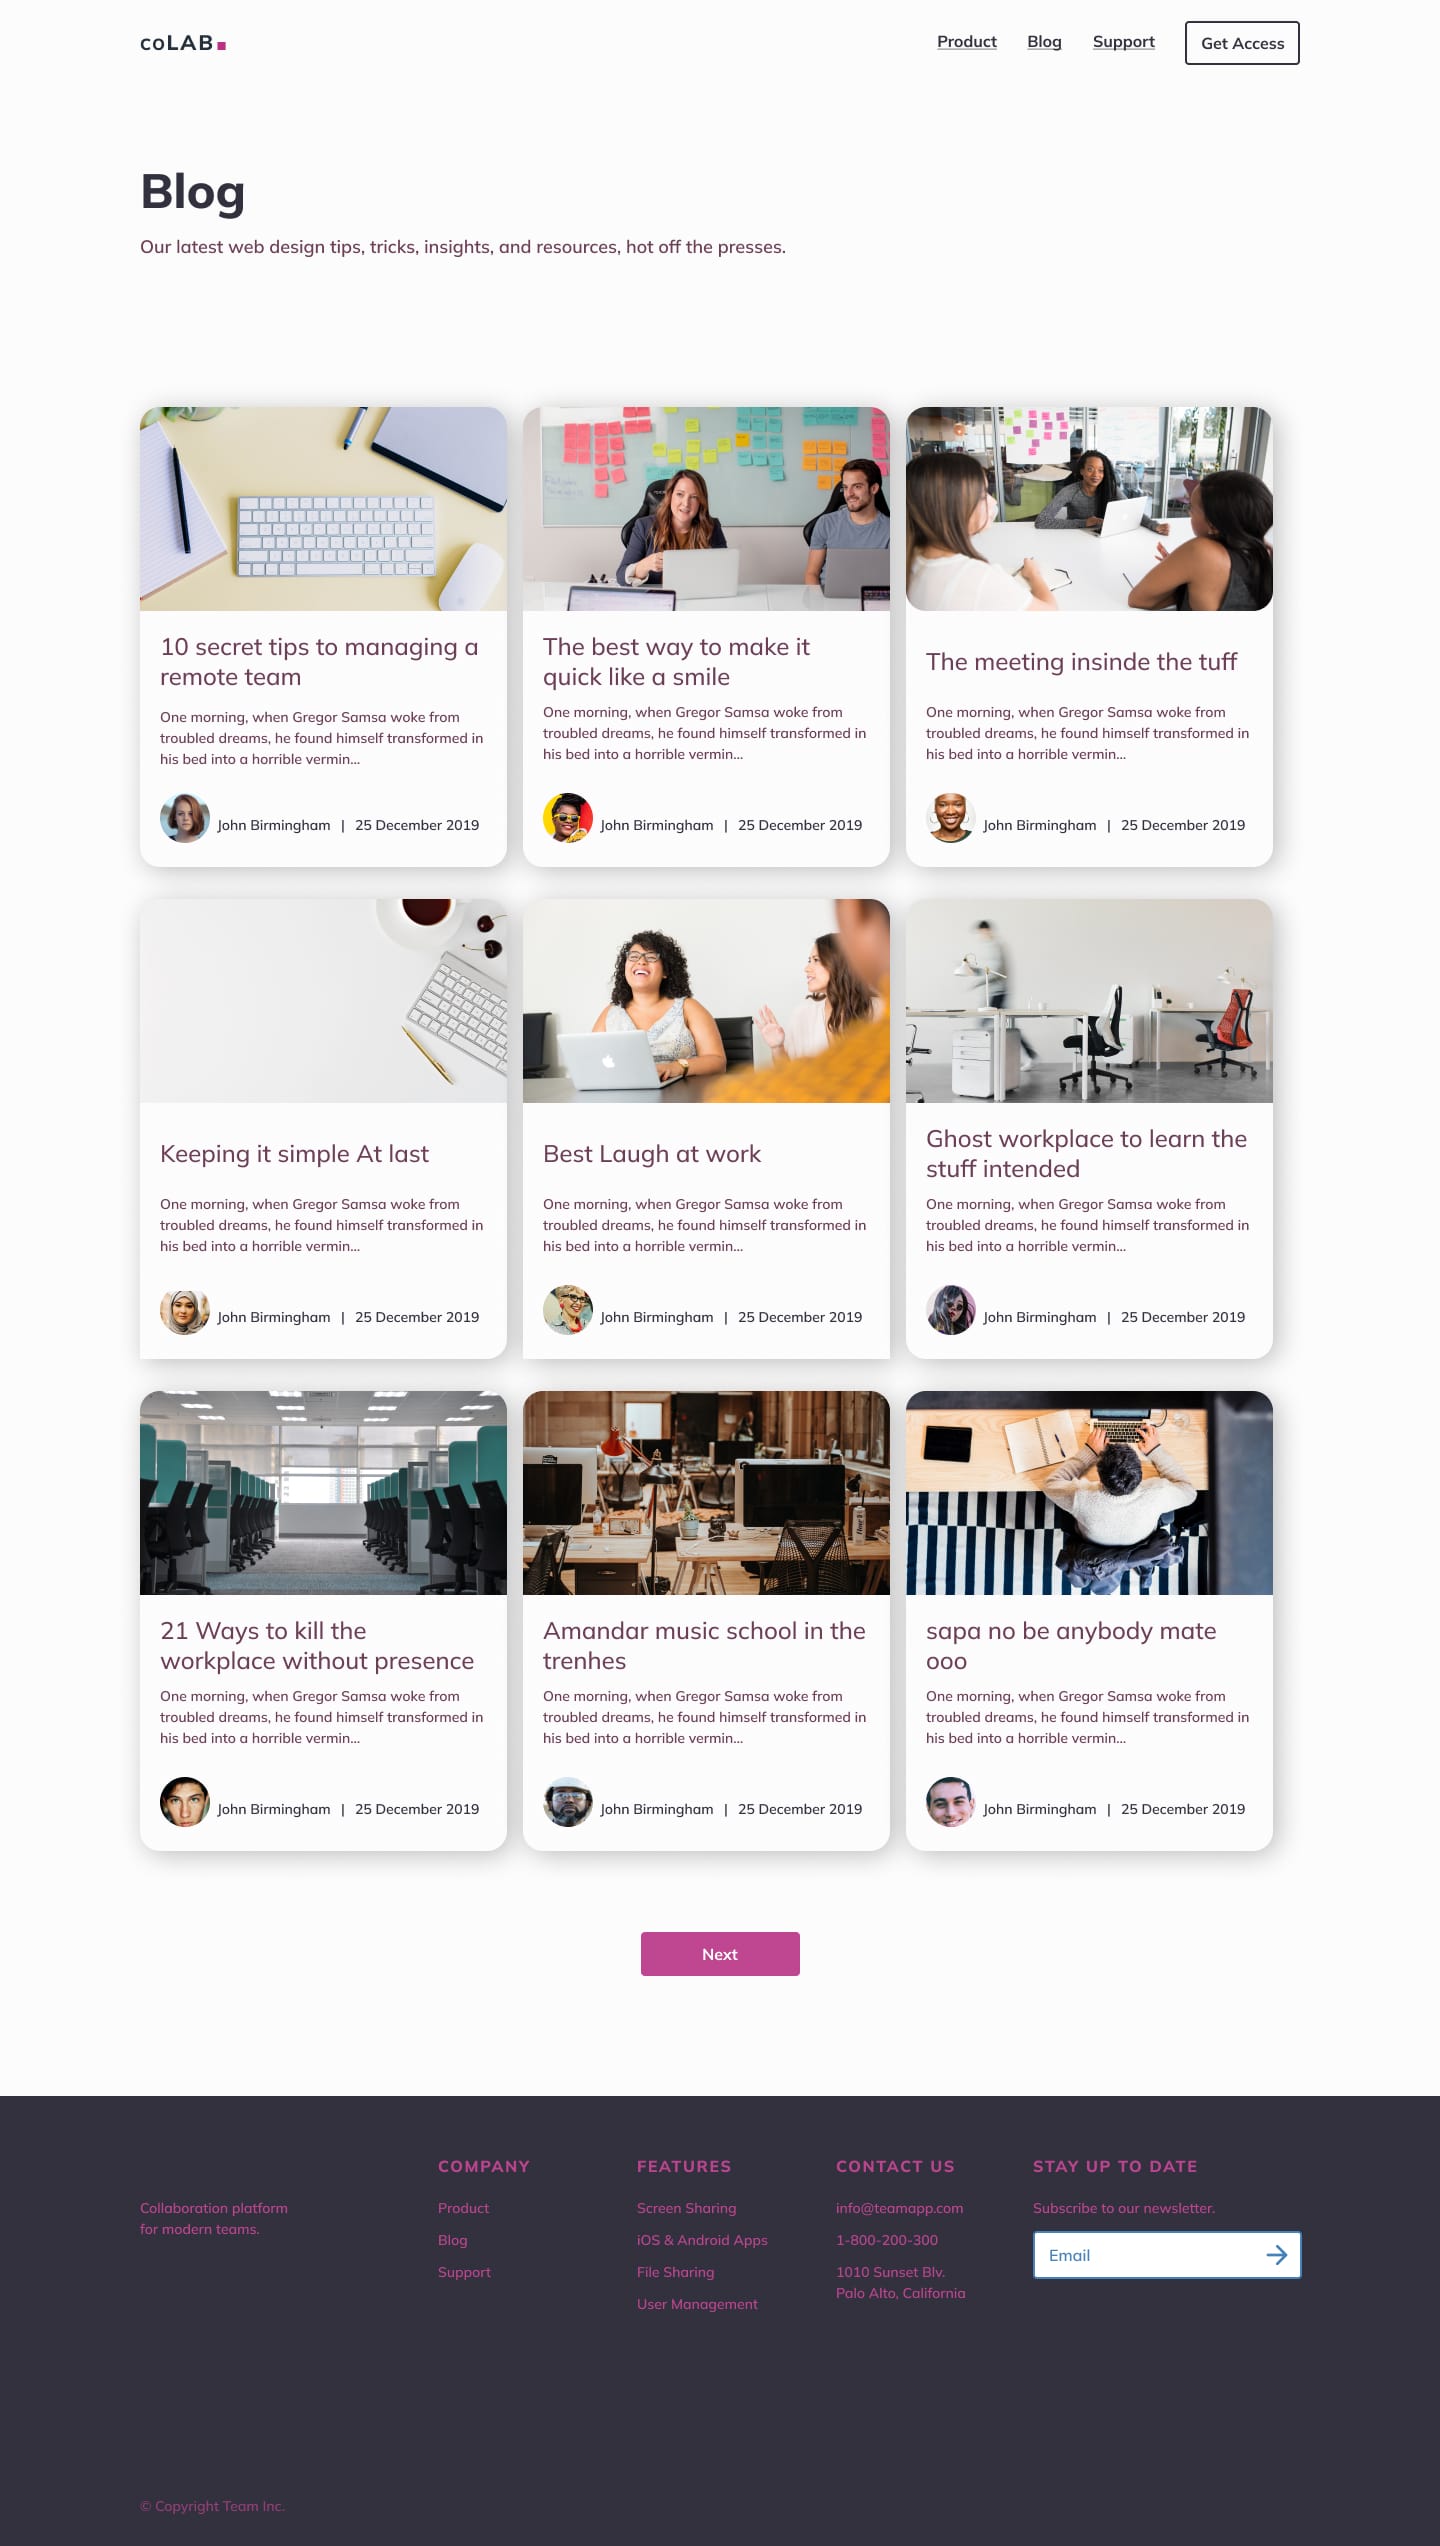 coLAB
Product Blog Support Get Access
Blog
Our latest web design tips, tricks, insights, and resources, hot off the presses.
10 secret tips to managing a
remote team
One morning, when Gregor Samsa woke from
troubled dreams, he found himself transformed in
his bed into a horrible vermin...
John Birmingham | 25 December 2019
The best way to make it
quick like a smile
One morning, when Gregor Samsa woke from
troubled dreams, he found himself transformed in
his bed into a horrible vermin...
John Birmingham | 25 December 2019
The meeting insinde the tuff
One morning, when Gregor Samsa woke from
troubled dreams, he found himself transformed in
his bed into a horrible vermin...
John Birmingham | 25 December 2019
Keeping it simple At last
One morning, when Gregor Samsa woke from
troubled dreams, he found himself transformed in
his bed into a horrible vermin...
John Birmingham | 25 December 2019
Best Laugh at work
One morning, when Gregor Samsa woke from
troubled dreams, he found himself transformed in
his bed into a horrible vermin...
John Birmingham | 25 December 2019
Ghost workplace to learn the
stuff intended
One morning, when Gregor Samsa woke from
troubled dreams, he found himself transformed in
his bed into a horrible vermin...
John Birmingham | 25 December 2019
21 Ways to kill the
workplace without presence
One morning, when Gregor Samsa woke from
troubled dreams, he found himself transformed in
his bed into a horrible vermin...
John Birmingham | 25 December 2019
Amandar music school in the
trenhes
One morning, when Gregor Samsa woke from
troubled dreams, he found himself transformed in
his bed into a horrible vermin...
John Birmingham | 25 December 2019
sapa no be anybody mate
ooo
One morning, when Gregor Samsa woke from
troubled dreams, he found himself transformed in
his bed into a horrible vermin...
John Birmingham | 25 December 2019
Next
Collaboration platform
for modern teams.
COMPANY
Product
Blog
Support
FEATURES
Screen Sharing
iOS & Android Apps
File Sharing
User Management
CONTACT US
info@teamapp.com
1-800-200-300
1010 Sunset Blv.
Palo Alto, California
STAY UP TO DATE
Subscribe to our newsletter.
Email
© Copyright Team Inc.